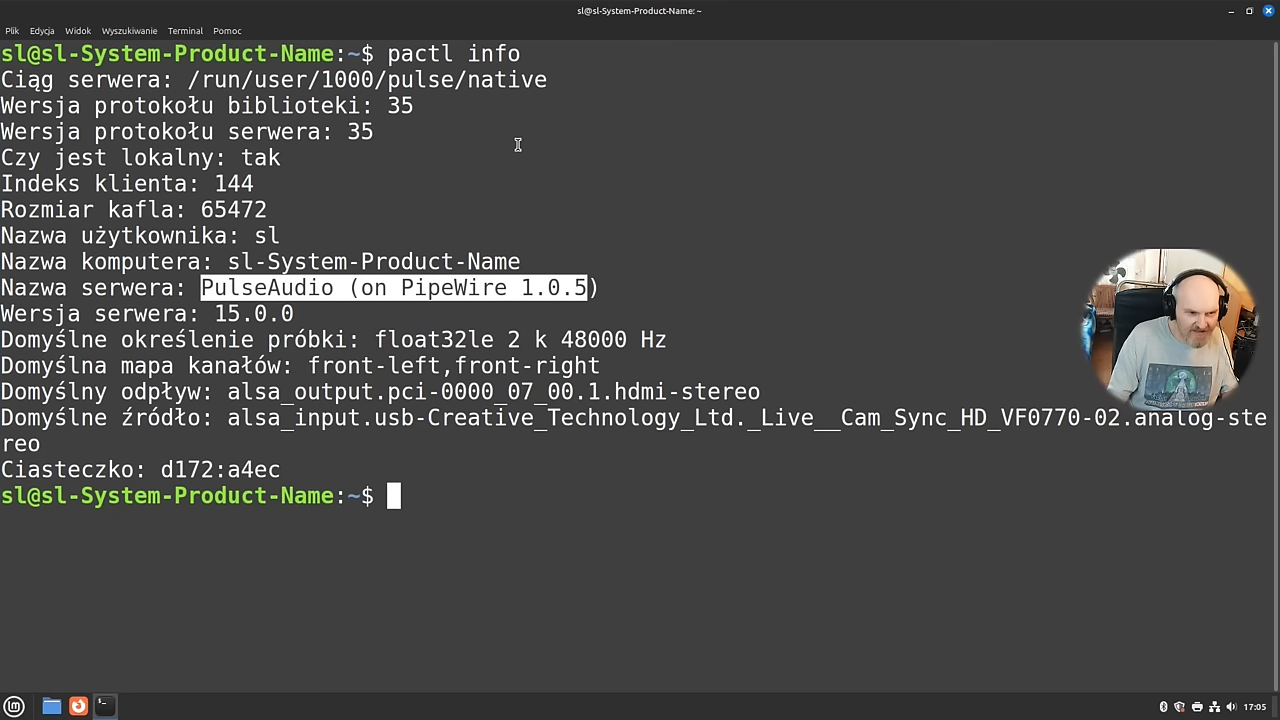 sl@sl-System-Product-Name: ~
Plik Edycja Widok Wyszukiwanie Terminal Pomoc
sl@sl-System-Product-Name:~$ pactl info
Ciąg serwera: /run/user/1000/pulse/native
Wersja protokołu biblioteki: 35
Wersja protokołu serwera: 35
Czy jest lokalny: tak
Indeks klienta: 144
Rozmiar kafla: 65472
Nazwa użytkownika: sl
Nazwa komputera: sl-System-Product-Name
Nazwa serwera: PulseAudio (on PipeWire 1.0.5)
Wersja serwera: 15.0.0
Domyślne określenie próbki: float32le 2 k 48000 Hz
Domyślna mapa kanałów: front-left,front-right
Domyślny odpływ: alsa_output.pci-0000_07_00.1.hdmi-stereo
Domyślne źródło: alsa_input.usb-Creative_Technology_Ltd._Live__Cam_Sync_HD_VF0770-02.analog-ste
reo
Ciasteczko: d172:a4ec
sl@sl-System-Product-Name:~$
17:05